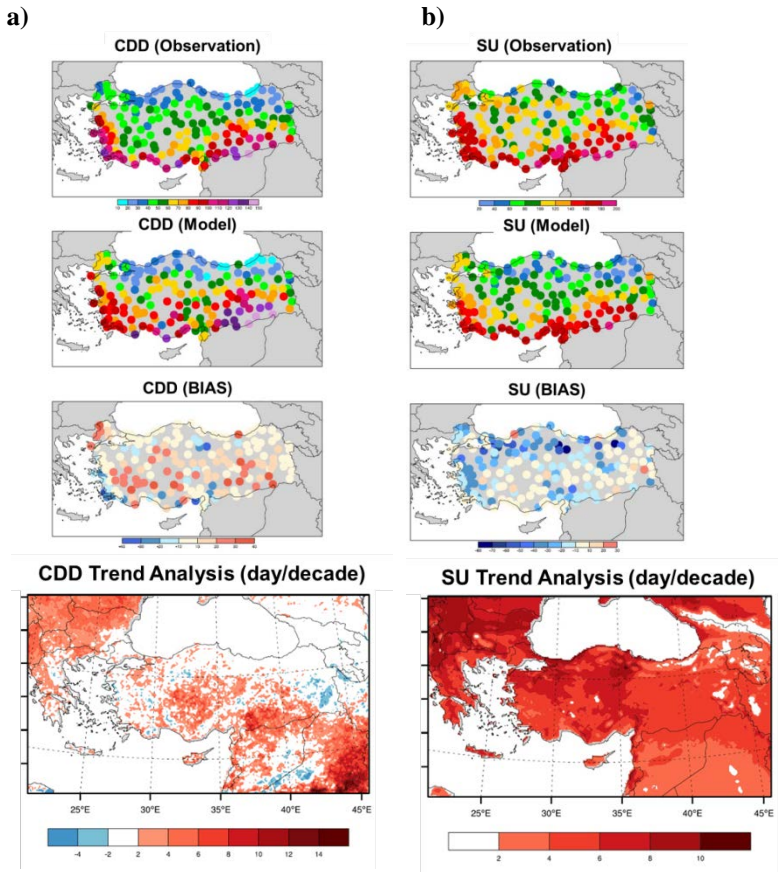 a)
b)
CDD (Observation)
SU (Observation)
CDD (Model)
SU (Model)
CDD (BIAS)
SU (BIAS)
CDD Trend Analysis (day/decade)
SU Trend Analysis (day/decade)
25°E 30°E 35°E 40°E 45°E
25°E 30°E 35°E 40°E 45°E
-4 -2 2 4 6 8 10 12 14
2 4 6 8 10